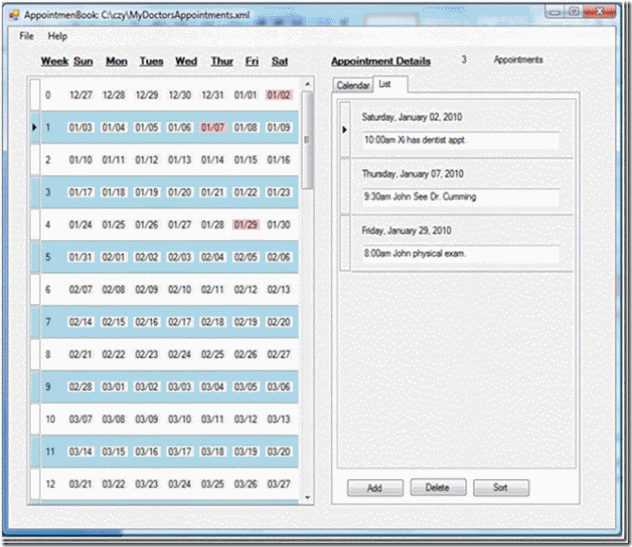 AppointmenBook: C:\czy\MyDoctorsAppointments.xml
File Help
Week Sun Mon Tues Wed Thur Fri Sat
0 12/27 12/28 12/29 12/30 12/31 01/01 01/02
1 01/03 01/04 01/05 01/06 01/07 01/08 01/09
2 01/10 01/11 01/12 01/13 01/14 01/15 01/16
3 01/17 01/18 01/19 01/20 01/21 01/22 01/23
4 01/24 01/25 01/26 01/27 01/28 01/29 01/30
5 01/31 02/01 02/02 02/03 02/04 02/05 02/06
6 02/07 02/08 02/09 02/10 02/11 02/12 02/13
7 02/14 02/15 02/16 02/17 02/18 02/19 02/20
8 02/21 02/22 02/23 02/24 02/25 02/26 02/27
9 02/28 03/01 03/02 03/03 03/04 03/05 03/06
10 03/07 03/08 03/09 03/10 03/11 03/12 03/13
11 03/14 03/15 03/16 03/17 03/18 03/19 03/20
12 03/21 03/22 03/23 03/24 03/25 03/26 03/27
Appointment Details 3 Appointments
Calendar List
Saturday, January 02, 2010
10:00am Xi has dentist appt.
Thursday, January 07, 2010
9:30am John See Dr. Cumming
Friday, January 29, 2010
8:00am John physical exam.
Add Delete Sort